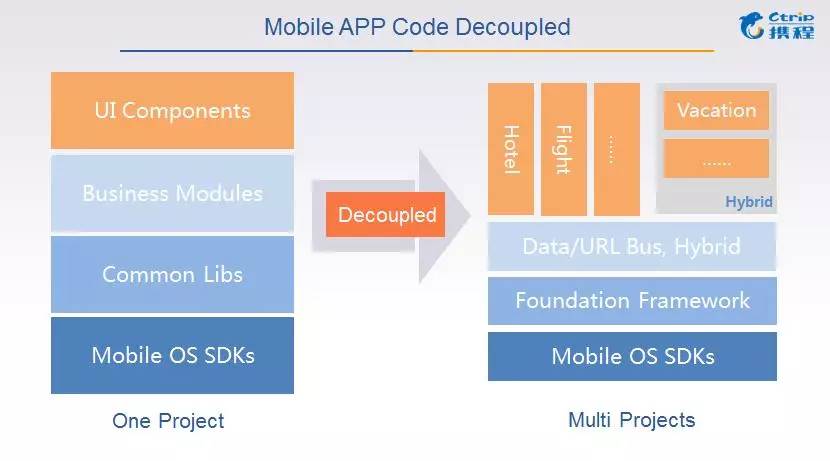 Mobile APP Code Decoupled
Ctrip
携程
UI Components
Business Modules
Common Libs
Mobile OS SDKs
One Project
Decoupled
Hotel
Flight
......
Vacation
......
Hybrid
Data/URL Bus, Hybrid
Foundation Framework
Mobile OS SDKs
Multi Projects